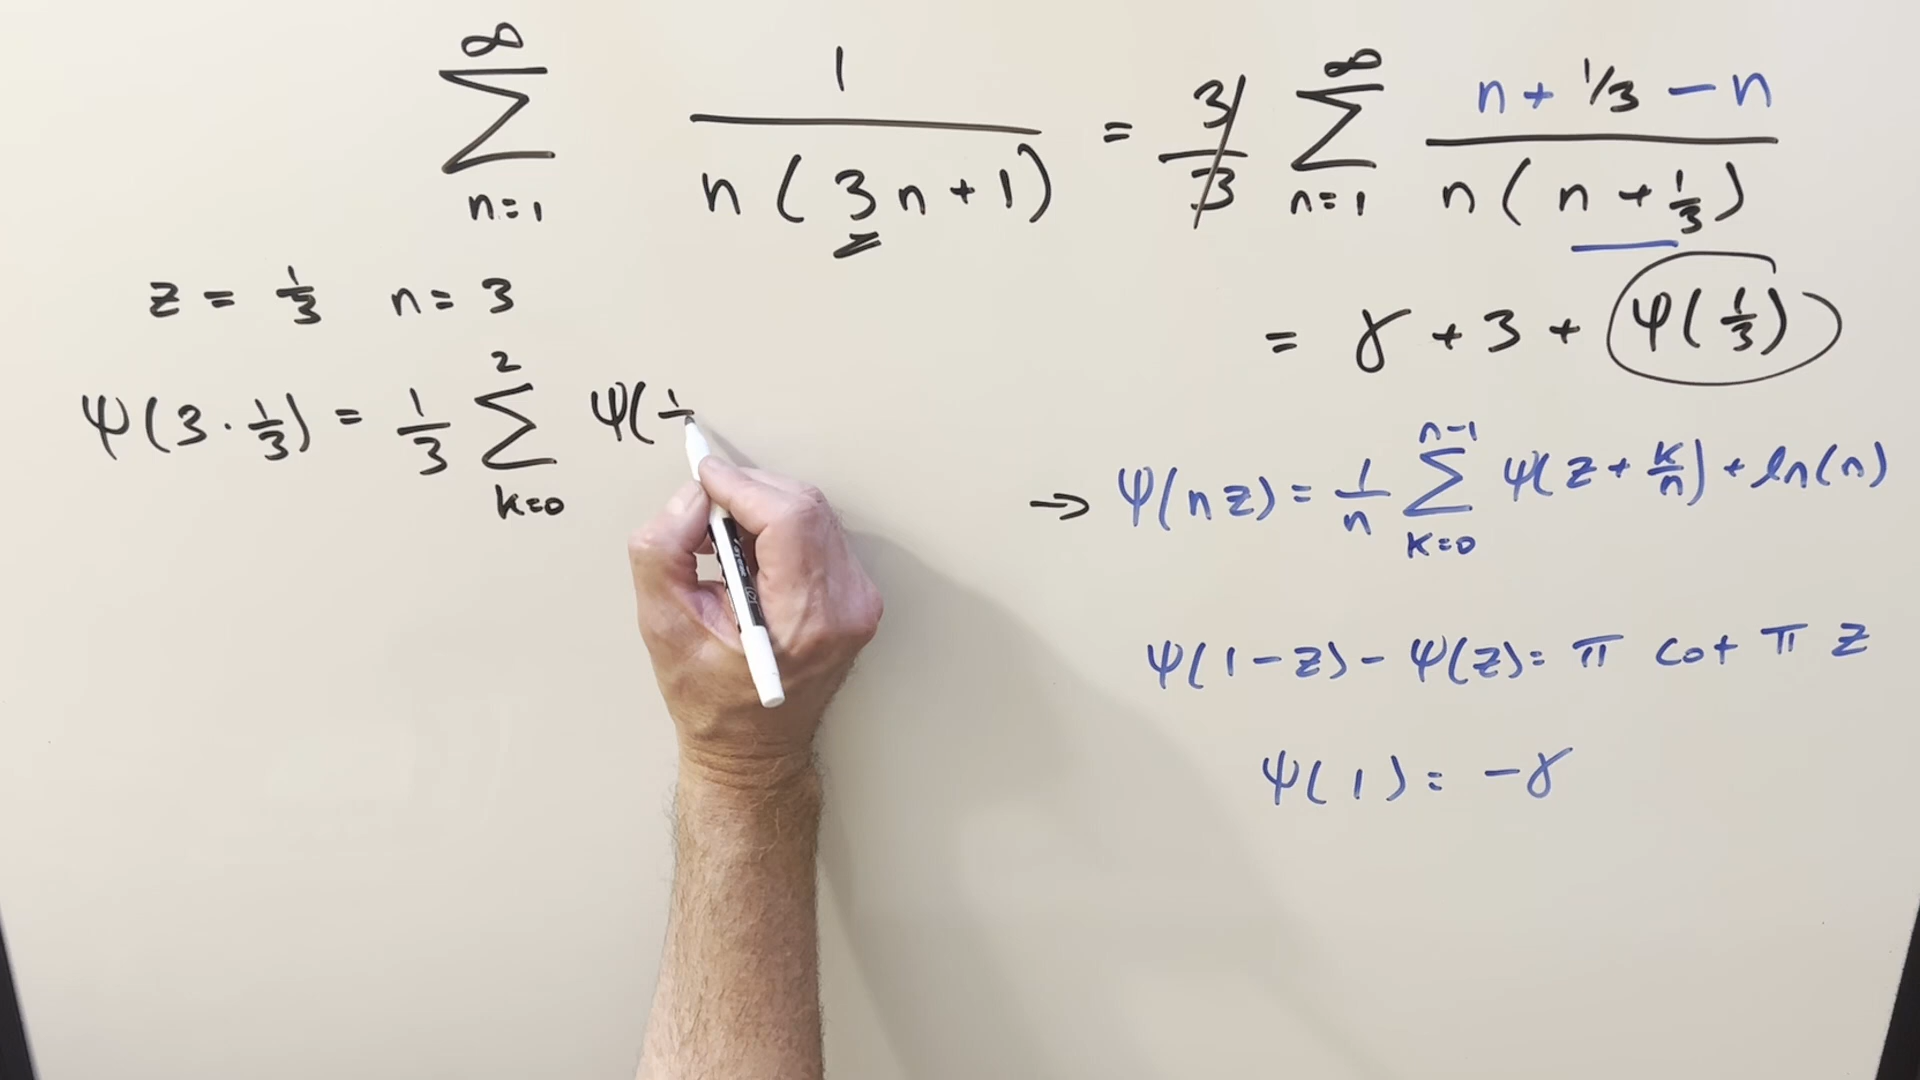 ∞
∑ 1/(n(3n+1)) = 3/3 ∑ (n + 1/3 − n)/(n(n + 1/3))
n=1 n=1
z = 1/3 n = 3
= γ + 3 + ψ(1/3)
ψ(3·1/3) = 1/3 ∑_{k=0}^{2} ψ(1
→ ψ(nz) = 1/n ∑_{k=0}^{n-1} ψ(z + k/n) + ln(n)
ψ(1−z) − ψ(z) = π cot π z
ψ(1) = −γ